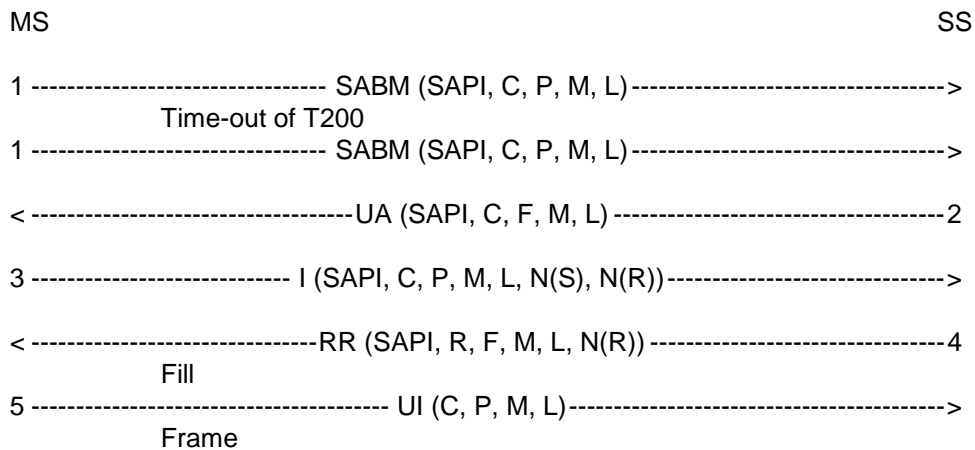 MS SS
1 --------------------------------- SABM (SAPI, C, P, M, L)----------------------------------->
Time-out of T200
1 --------------------------------- SABM (SAPI, C, P, M, L)----------------------------------->
< ------------------------------------UA (SAPI, C, F, M, L) -------------------------------------2
3 ----------------------------- I (SAPI, C, P, M, L, N(S), N(R))------------------------------->
< --------------------------------RR (SAPI, R, F, M, L, N(R)) ---------------------------------4
Fill
5 ---------------------------------------- UI (C, P, M, L)------------------------------------------>
Frame